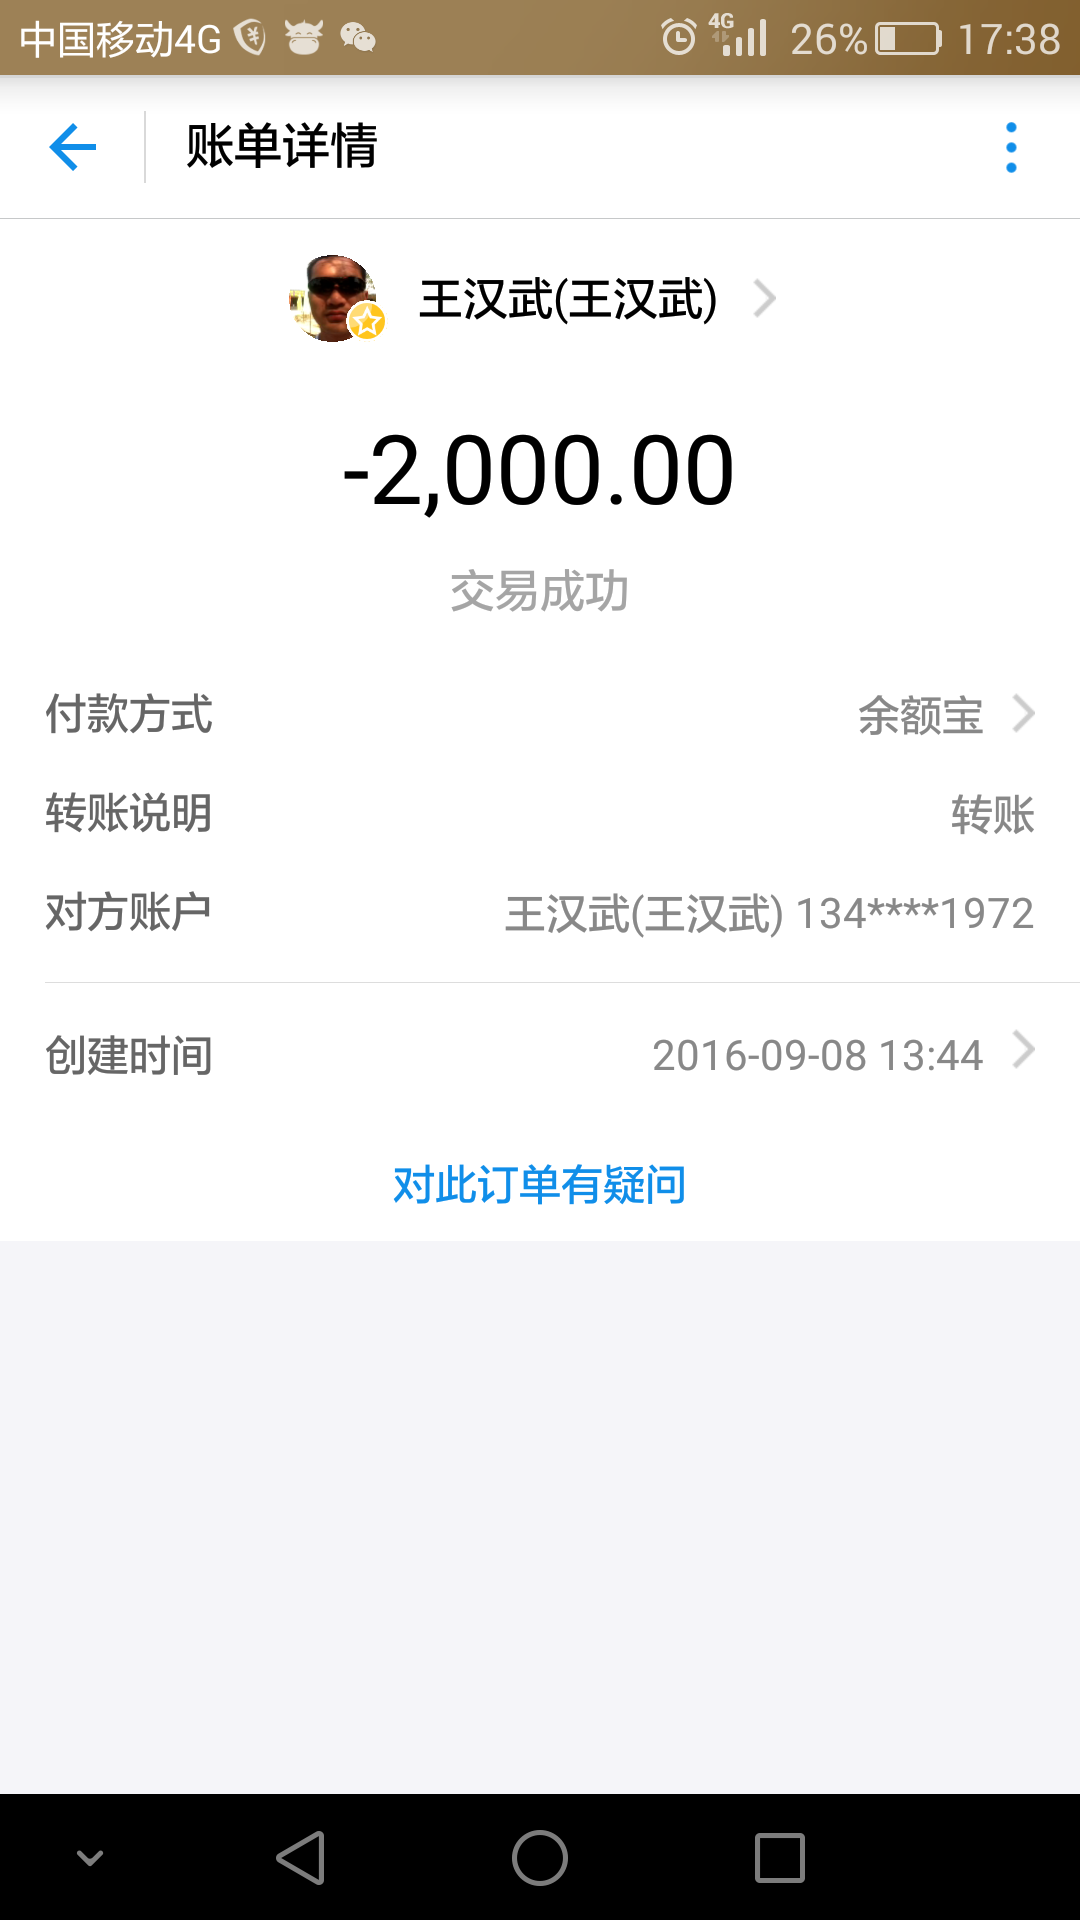 中国移动4G 4G 26% 17:38
账单详情
王汉武(王汉武)
-2,000.00
交易成功
付款方式 余额宝
转账说明 转账
对方账户 王汉武(王汉武) 134****1972
创建时间 2016-09-08 13:44
对此订单有疑问